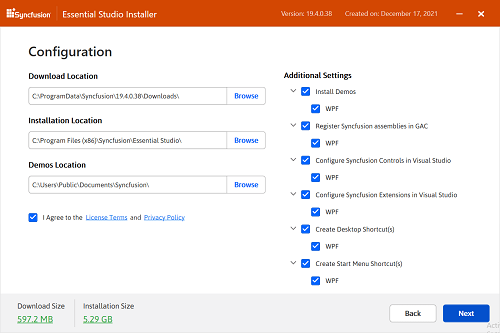 Syncfusion Essential Studio Installer Version: 19.4.0.38 Created on: December 17, 2021
Configuration
Download Location
C:\ProgramData\Syncfusion\19.4.0.38\Downloads\ Browse
Installation Location
C:\Program Files (x86)\Syncfusion\Essential Studio\ Browse
Demos Location
C:\Users\Public\Documents\Syncfusion\ Browse
I Agree to the License Terms and Privacy Policy
Additional Settings
Install Demos
WPF
Register Syncfusion assemblies in GAC
WPF
Configure Syncfusion Controls in Visual Studio
WPF
Configure Syncfusion Extensions in Visual Studio
WPF
Create Desktop Shortcut(s)
WPF
Create Start Menu Shortcut(s)
WPF
Download Size Installation Size
597.2 MB 5.29 GB
Back Next